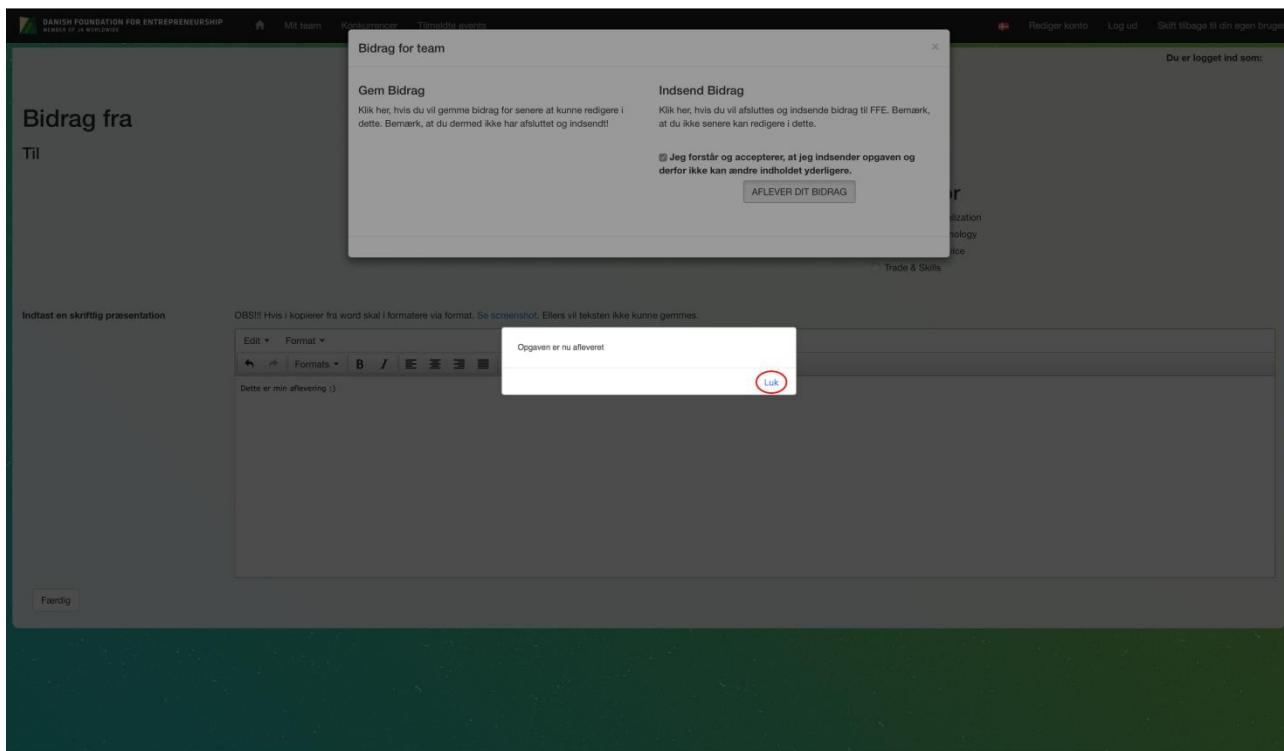 DANISH FOUNDATION FOR ENTREPRENEURSHIP
MEMBER OF JA WORLDWIDE
Mit team Konkurrencer Tilmeldte events
Rediger konto Log ud Skift tilbage til din egen bruger
Du er logget ind som:
Bidrag for team
×
Gem Bidrag
Klik her, hvis du vil gemme bidrag for senere at kunne redigere i
dette. Bemærk, at du dermed ikke har afsluttet og indsendt!
Indsend Bidrag
Klik her, hvis du vil afsluttes og indsende bidrag til FFE. Bemærk,
at du ikke senere kan redigere i dette.
Jeg forstår og accepterer, at jeg indsender opgaven og
derfor ikke kan ændre indholdet yderligere.
AFLEVER DIT BIDRAG
Bidrag fra
Til
Trade & Skills
Indtast en skriftlig præsentation
OBS!!! Hvis i kopierer fra word skal i formatere via format. Se screenshot. Ellers vil teksten ikke kunne gemmes.
Edit Format
Formats B I
Dette er min aflevering :)
Opgaven er nu afleveret
Luk
Færdig